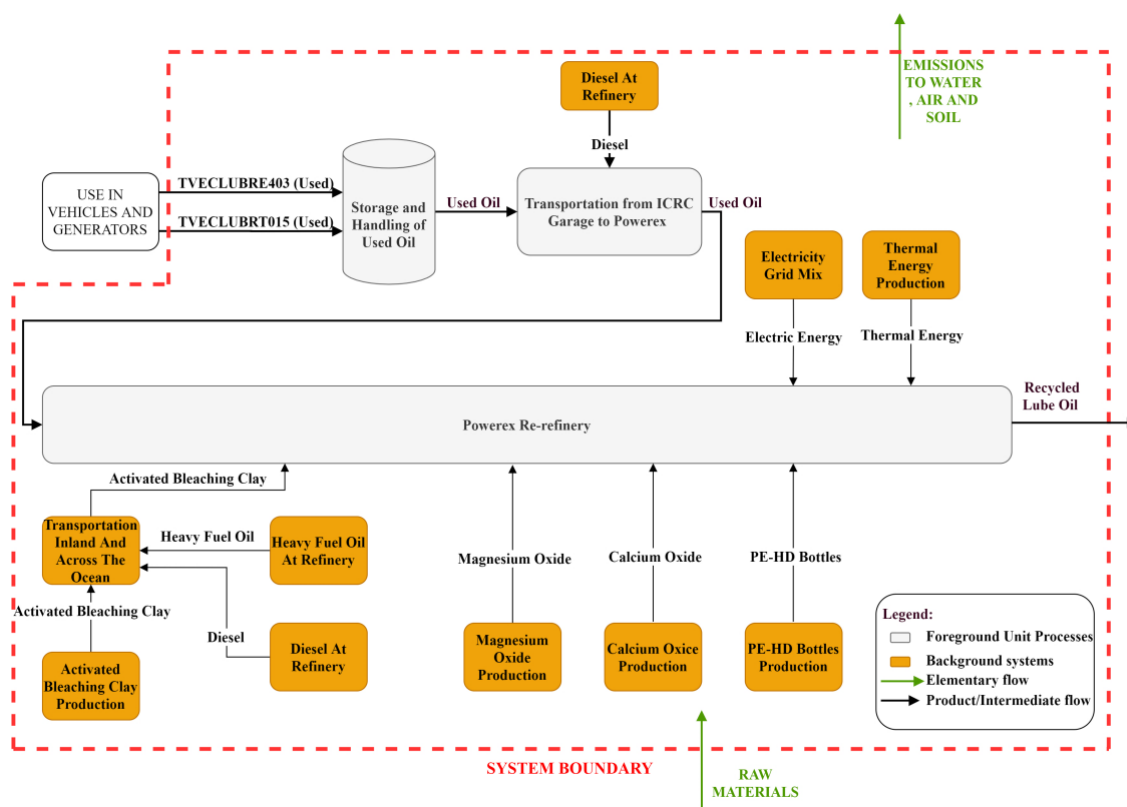 EMISSIONS
TO WATER
, AIR AND
SOIL
Diesel At
Refinery
Diesel
USE IN
VEHICLES AND
GENERATORS
TVECLUBRE403 (Used)
TVECLUBRT015 (Used)
Storage and
Handling of
Used Oil
Used Oil
Transportation from ICRC
Garage to Powerex
Used Oil
Electricity
Grid Mix
Thermal
Energy
Production
Electric Energy
Thermal Energy
Recycled
Lube Oil
Powerex Re-refinery
Activated Bleaching Clay
Transportation
Inland And
Across The
Ocean
Heavy Fuel Oil
Heavy Fuel Oil
At Refinery
Magnesium Oxide
Calcium Oxide
PE-HD Bottles
Activated Bleaching Clay
Diesel
Activated
Bleaching Clay
Production
Diesel At
Refinery
Magnesium
Oxide
Production
Calcium Oxice
Production
PE-HD Bottles
Production
Legend:
Foreground Unit Processes
Background systems
Elementary flow
Product/Intermediate flow
SYSTEM BOUNDARY
RAW
MATERIALS